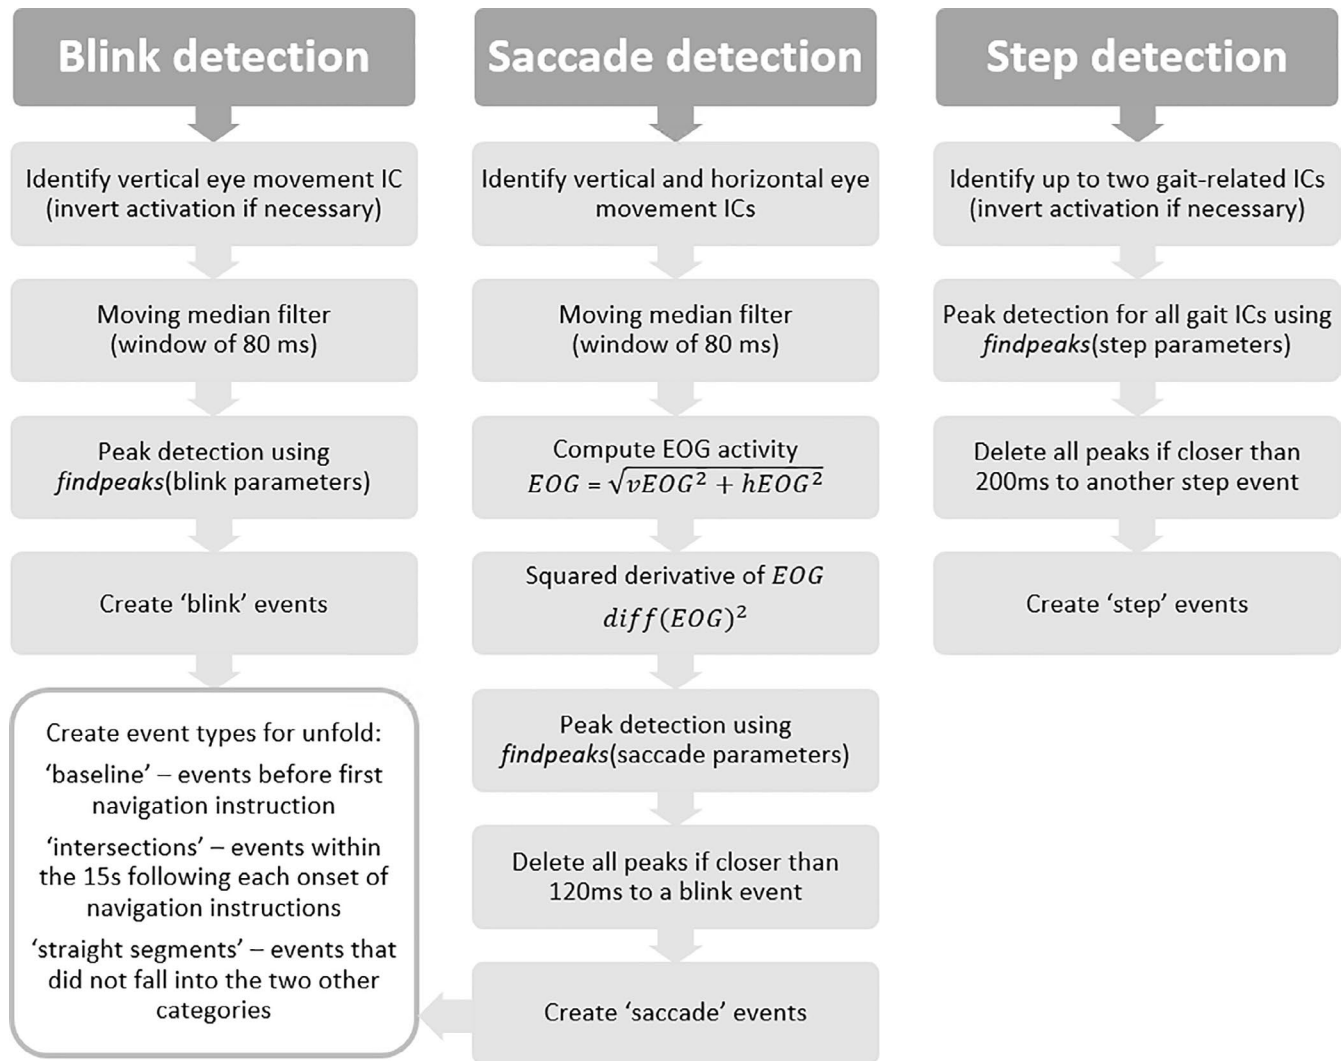 Blink detection
Identify vertical eye movement IC
(invert activation if necessary)
Moving median filter
(window of 80 ms)
Peak detection using
findpeaks(blink parameters)
Create ‘blink’ events
Create event types for unfold:
‘baseline’ – events before first
navigation instruction
‘intersections’ – events within
the 15s following each onset of
navigation instructions
‘straight segments’ – events that
did not fall into the two other
categories
Saccade detection
Identify vertical and horizontal eye
movement ICs
Moving median filter
(window of 80 ms)
Compute EOG activity
EOG = √(vEOG² + hEOG²)
Squared derivative of EOG
diff(EOG)²
Peak detection using
findpeaks(saccade parameters)
Delete all peaks if closer than
120ms to a blink event
Create ‘saccade’ events
Step detection
Identify up to two gait-related ICs
(invert activation if necessary)
Peak detection for all gait ICs using
findpeaks(step parameters)
Delete all peaks if closer than
200ms to another step event
Create ‘step’ events